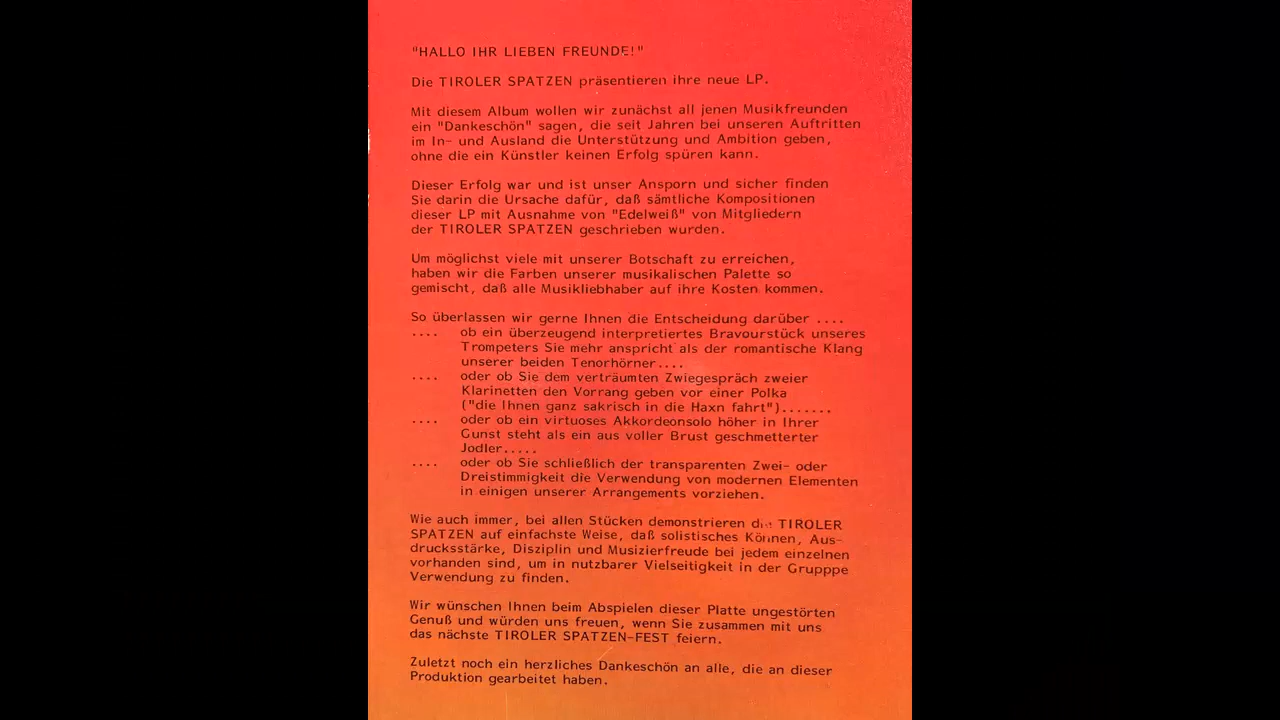 "HALLO IHR LIEBEN FREUNDE!"
Die TIROLER SPATZEN präsentieren ihre neue LP.
Mit diesem Album wollen wir zunächst all jenen Musikfreunden
ein "Dankeschön" sagen, die seit Jahren bei unseren Auftritten
im In- und Ausland die Unterstützung und Ambition geben,
ohne die ein Künstler keinen Erfolg spüren kann.
Dieser Erfolg war und ist unser Ansporn und sicher finden
Sie darin die Ursache dafür, daß sämtliche Kompositionen
dieser LP mit Ausnahme von "Edelweiß" von Mitgliedern
der TIROLER SPATZEN geschrieben wurden.
Um möglichst viele mit unserer Botschaft zu erreichen,
haben wir die Farben unserer musikalischen Palette so
gemischt, daß alle Musikliebhaber auf ihre Kosten kommen.
So überlassen wir gerne Ihnen die Entscheidung darüber ....
.... ob ein überzeugend interpretiertes Bravourstück unseres
Trompeters Sie mehr anspricht als der romantische Klang
unserer beiden Tenorhörner....
.... oder ob Sie dem verträumten Zwiegespräch zweier
Klarinetten den Vorrang geben vor einer Polka
("die Ihnen ganz sakrisch in die Haxn fahrt").......
.... oder ob ein virtuoses Akkordeonsolo höher in Ihrer
Gunst steht als ein aus voller Brust geschmetterter
Jodler.....
.... oder ob Sie schließlich der transparenten Zwei- oder
Dreistimmigkeit die Verwendung von modernen Elementen
in einigen unserer Arrangements vorziehen.
Wie auch immer, bei allen Stücken demonstrieren die TIROLER
SPATZEN auf einfachste Weise, daß solistisches Können, Aus-
drucksstärke, Disziplin und Musizierfreude bei jedem einzelnen
vorhanden sind, um in nutzbarer Vielseitigkeit in der Grupppe
Verwendung zu finden.
Wir wünschen Ihnen beim Abspielen dieser Platte ungestörten
Genuß und würden uns freuen, wenn Sie zusammen mit uns
das nächste TIROLER SPATZEN-FEST feiern.
Zuletzt noch ein herzliches Dankeschön an alle, die an dieser
Produktion gearbeitet haben.